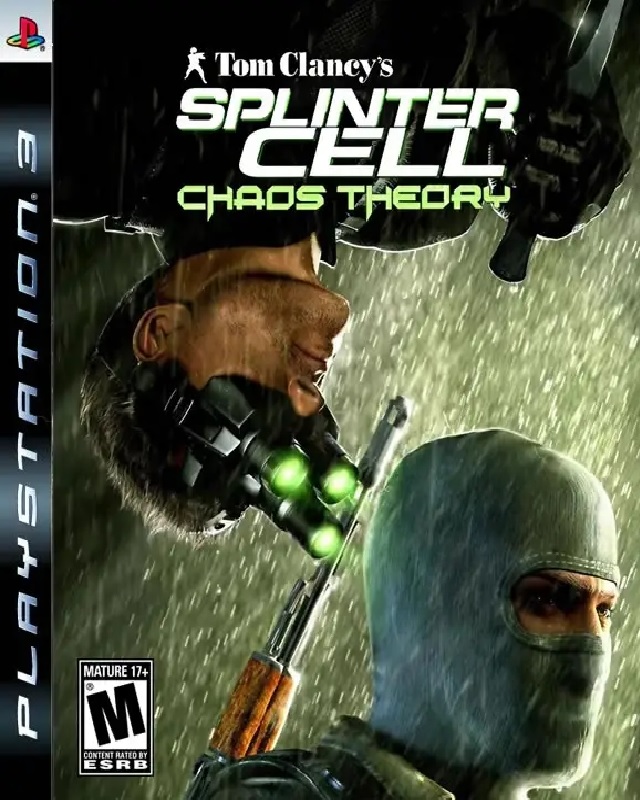 Tom Clancy's
SPLINTER
CELL
CHAOS THEORY
PLAYSTATION®3
MATURE 17+
M
®
CONTENT RATED BY
ESRB